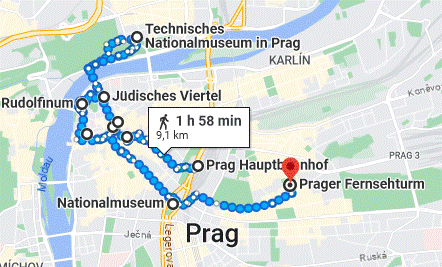 Technisches
Nationalmuseum in Prag
KARLÍN
Rudolfinum
Jüdisches Viertel
1 h 58 min
9,1 km
Moldau
Prag Hauptbahnhof
PRAG 3
Prager Fernsehturm
Nationalmuseum
Prag
Ječná
Legerova
Ruská
MÍCHOV